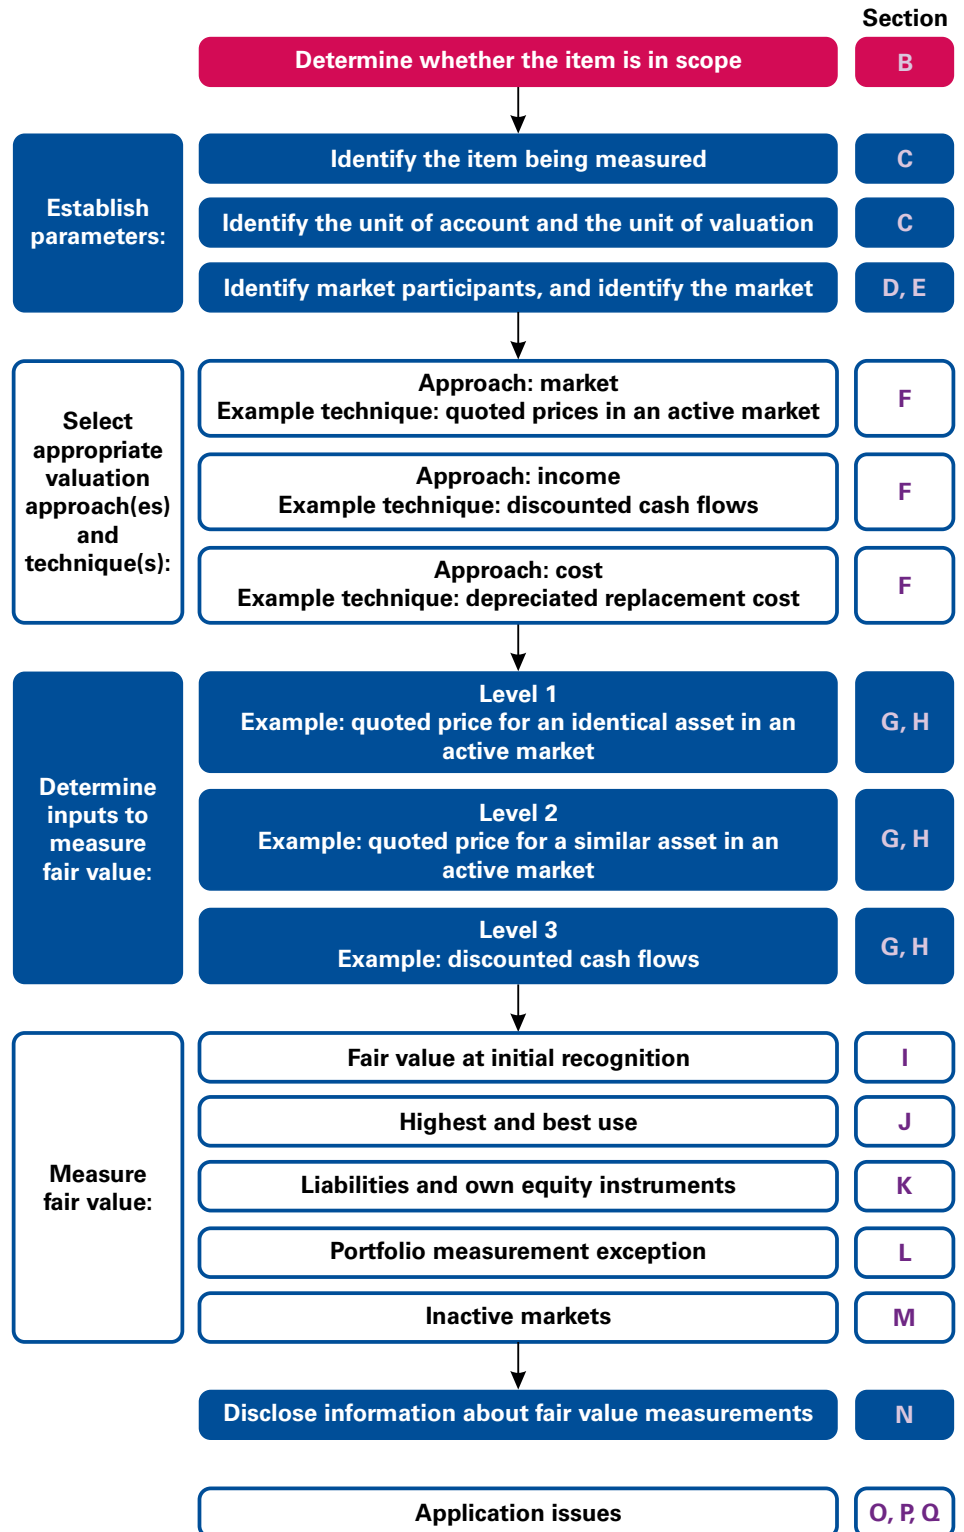 Section
Determine whether the item is in scope
B
Establish
parameters:
Identify the item being measured
C
Identify the unit of account and the unit of valuation
C
Identify market participants, and identify the market
D, E
Select
appropriate
valuation
approach(es)
and
technique(s):
Approach: market
Example technique: quoted prices in an active market
F
Approach: income
Example technique: discounted cash flows
F
Approach: cost
Example technique: depreciated replacement cost
F
Determine
inputs to
measure
fair value:
Level 1
Example: quoted price for an identical asset in an
active market
G, H
Level 2
Example: quoted price for a similar asset in an
active market
G, H
Level 3
Example: discounted cash flows
G, H
Measure
fair value:
Fair value at initial recognition
I
Highest and best use
J
Liabilities and own equity instruments
K
Portfolio measurement exception
L
Inactive markets
M
Disclose information about fair value measurements
N
Application issues
O, P, Q